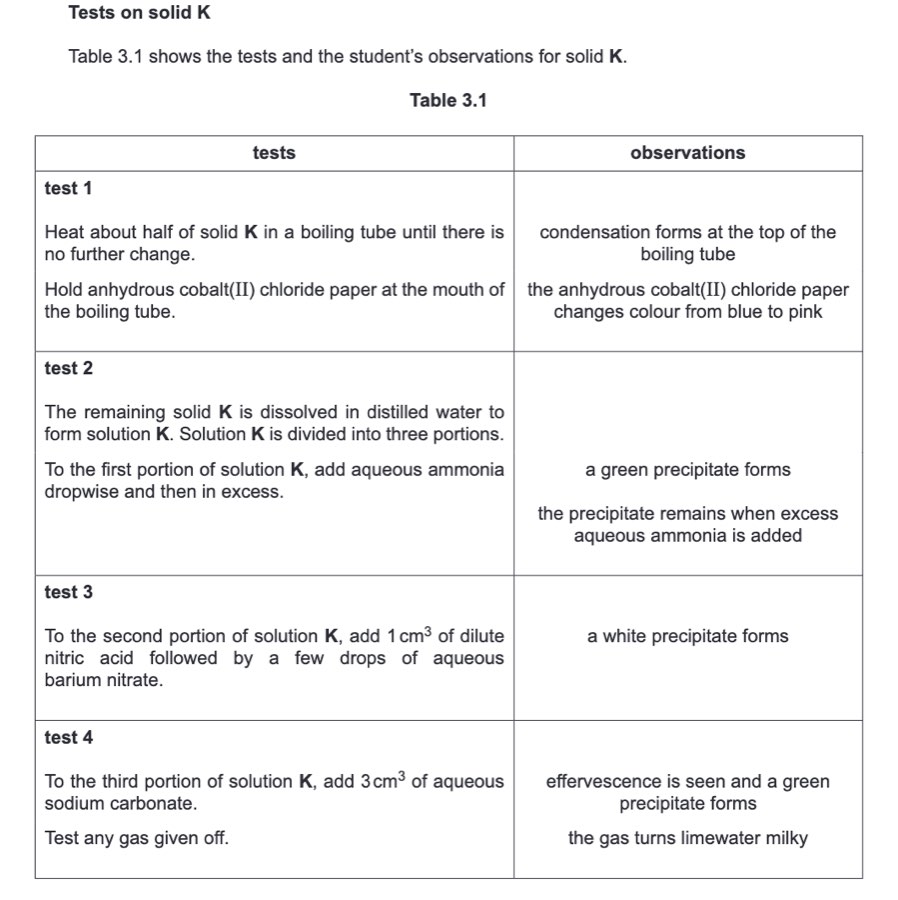 Tests on solid K
Table 3.1 shows the tests and the student's observations for solid K.
Table 3.1
tests
observations
test 1
Heat about half of solid K in a boiling tube until there is
no further change.
condensation forms at the top of the
boiling tube
Hold anhydrous cobalt(II) chloride paper at the mouth of
the boiling tube.
the anhydrous cobalt(II) chloride paper
changes colour from blue to pink
test 2
The remaining solid K is dissolved in distilled water to
form solution K. Solution K is divided into three portions.
To the first portion of solution K, add aqueous ammonia
dropwise and then in excess.
a green precipitate forms
the precipitate remains when excess
aqueous ammonia is added
test 3
To the second portion of solution K, add 1 cm³ of dilute
nitric acid followed by a few drops of aqueous
barium nitrate.
a white precipitate forms
test 4
To the third portion of solution K, add 3 cm³ of aqueous
sodium carbonate.
effervescence is seen and a green
precipitate forms
Test any gas given off.
the gas turns limewater milky